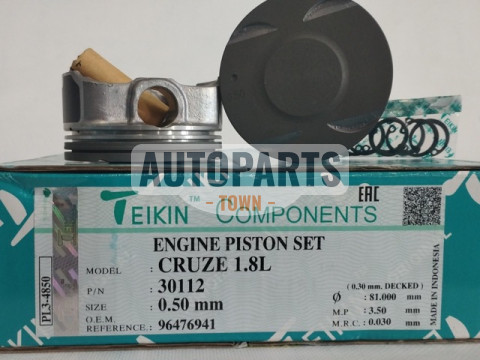 AUTOPARTS
- TOWN -
TEIKIN COMPONENTS
™
EAC
ENGINE PISTON SET
MODEL : CRUZE 1.8L
P/N : 30112
SIZE : 0.50 mm
O.E.M. REFERENCE. : 96476941
( 0.30 mm. DECKED )
Ø : 81.000 mm
M.P : 3.50
M.R.C. : 0.030 mm
PL3-4850
MADE IN INDONESIA